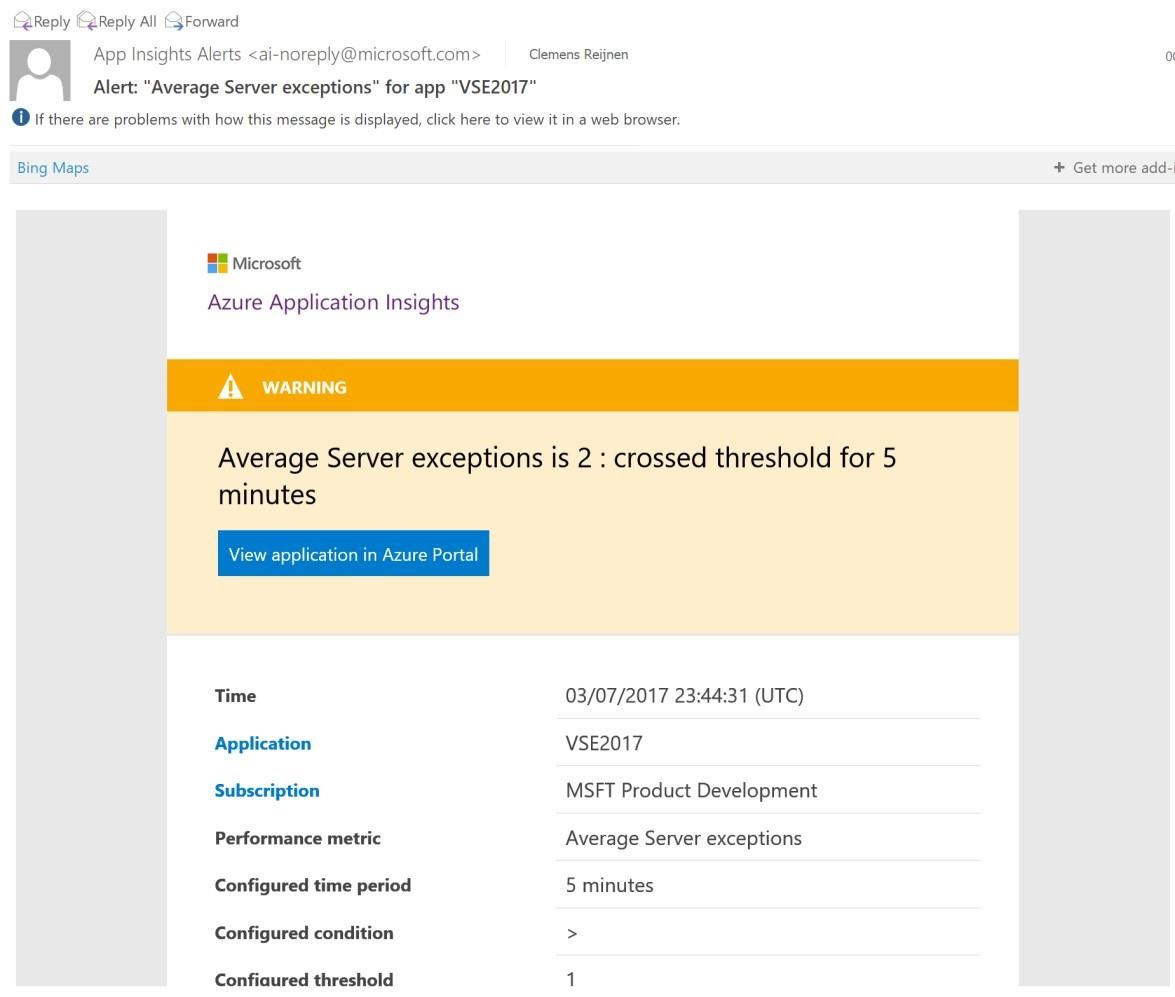 Reply Reply All Forward
App Insights Alerts <ai-noreply@microsoft.com> Clemens Reijnen
Alert: "Average Server exceptions" for app "VSE2017"
If there are problems with how this message is displayed, click here to view it in a web browser.
Bing Maps + Get more add-
Microsoft
Azure Application Insights
WARNING
Average Server exceptions is 2 : crossed threshold for 5
minutes
View application in Azure Portal
Time 03/07/2017 23:44:31 (UTC)
Application VSE2017
Subscription MSFT Product Development
Performance metric Average Server exceptions
Configured time period 5 minutes
Configured condition >
Configured threshold 1